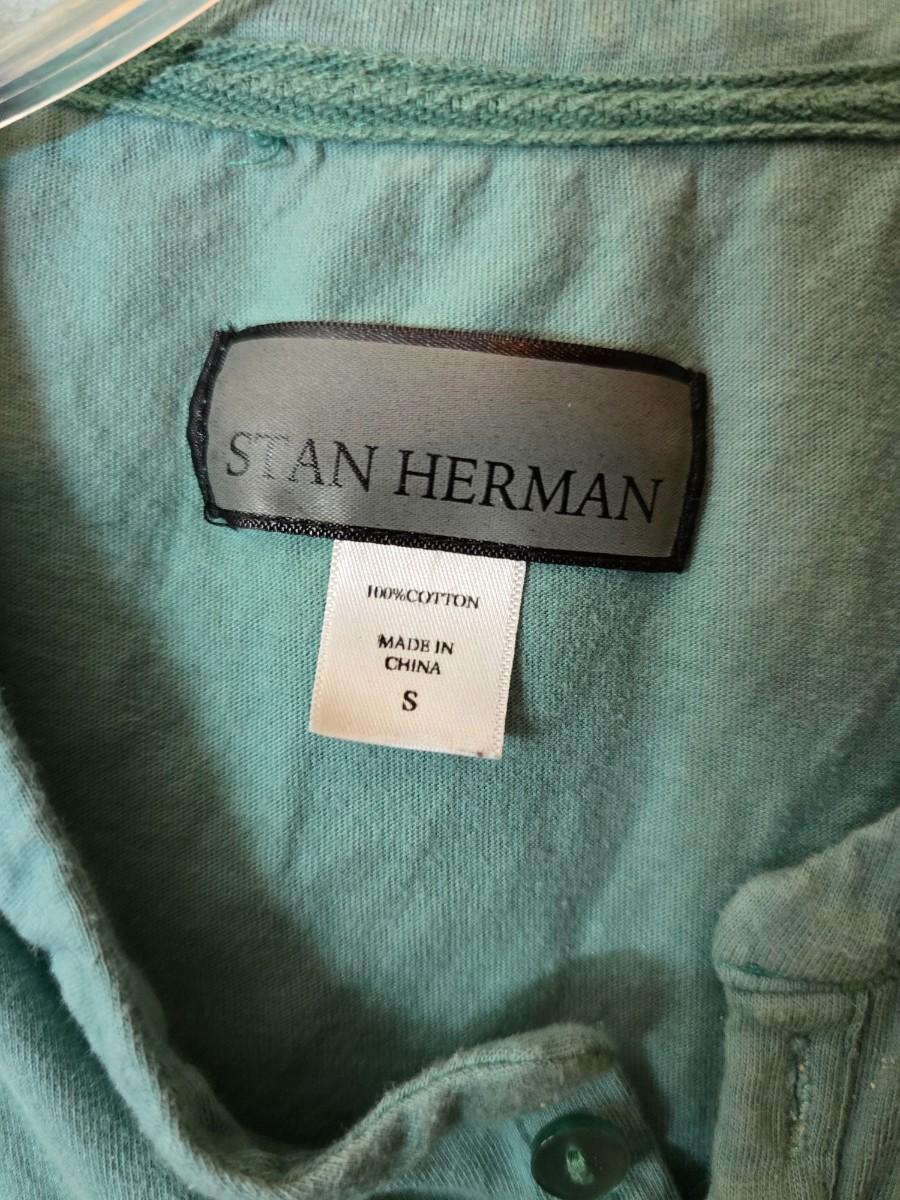 STAN HERMAN
100%COTTON
MADE IN
CHINA
S